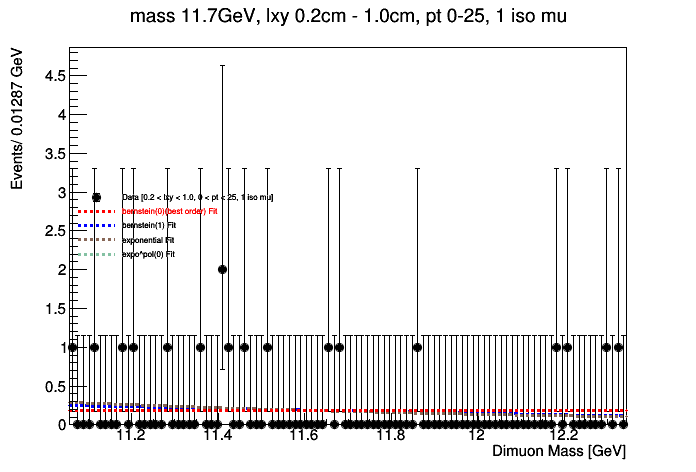 mass 11.7GeV, lxy 0.2cm - 1.0cm, pt 0-25, 1 iso mu
Events/ 0.01287 GeV
4.5
4
3.5
3
2.5
2
1.5
1
0.5
0
Data [0.2 < lxy < 1.0, 0 < pt < 25, 1 iso mu]
bernstein(0)(best order) Fit
bernstein(1) Fit
exponential Fit
expo^pol(0) Fit
11.2 11.4 11.6 11.8 12 12.2
Dimuon Mass [GeV]